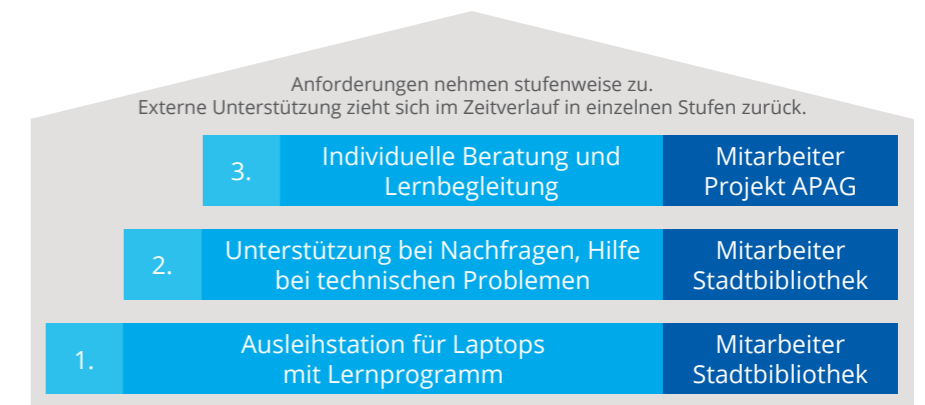 Anforderungen nehmen stufenweise zu.
Externe Unterstützung zieht sich im Zeitverlauf in einzelnen Stufen zurück.
3.
Individuelle Beratung und
Lernbegleitung
Mitarbeiter
Projekt APAG
2.
Unterstützung bei Nachfragen, Hilfe
bei technischen Problemen
Mitarbeiter
Stadtbibliothek
1.
Ausleihstation für Laptops
mit Lernprogramm
Mitarbeiter
Stadtbibliothek